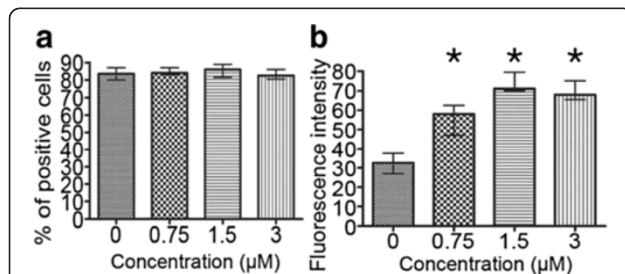 a
% of positive cells
90
80
70
60
50
40
30
20
10
0
0 0.75 1.5 3
Concentration (µM)
b
* * *
Fluorescence intensity
80
70
60
50
40
30
20
10
0
0 0.75 1.5 3
Concentration (µM)